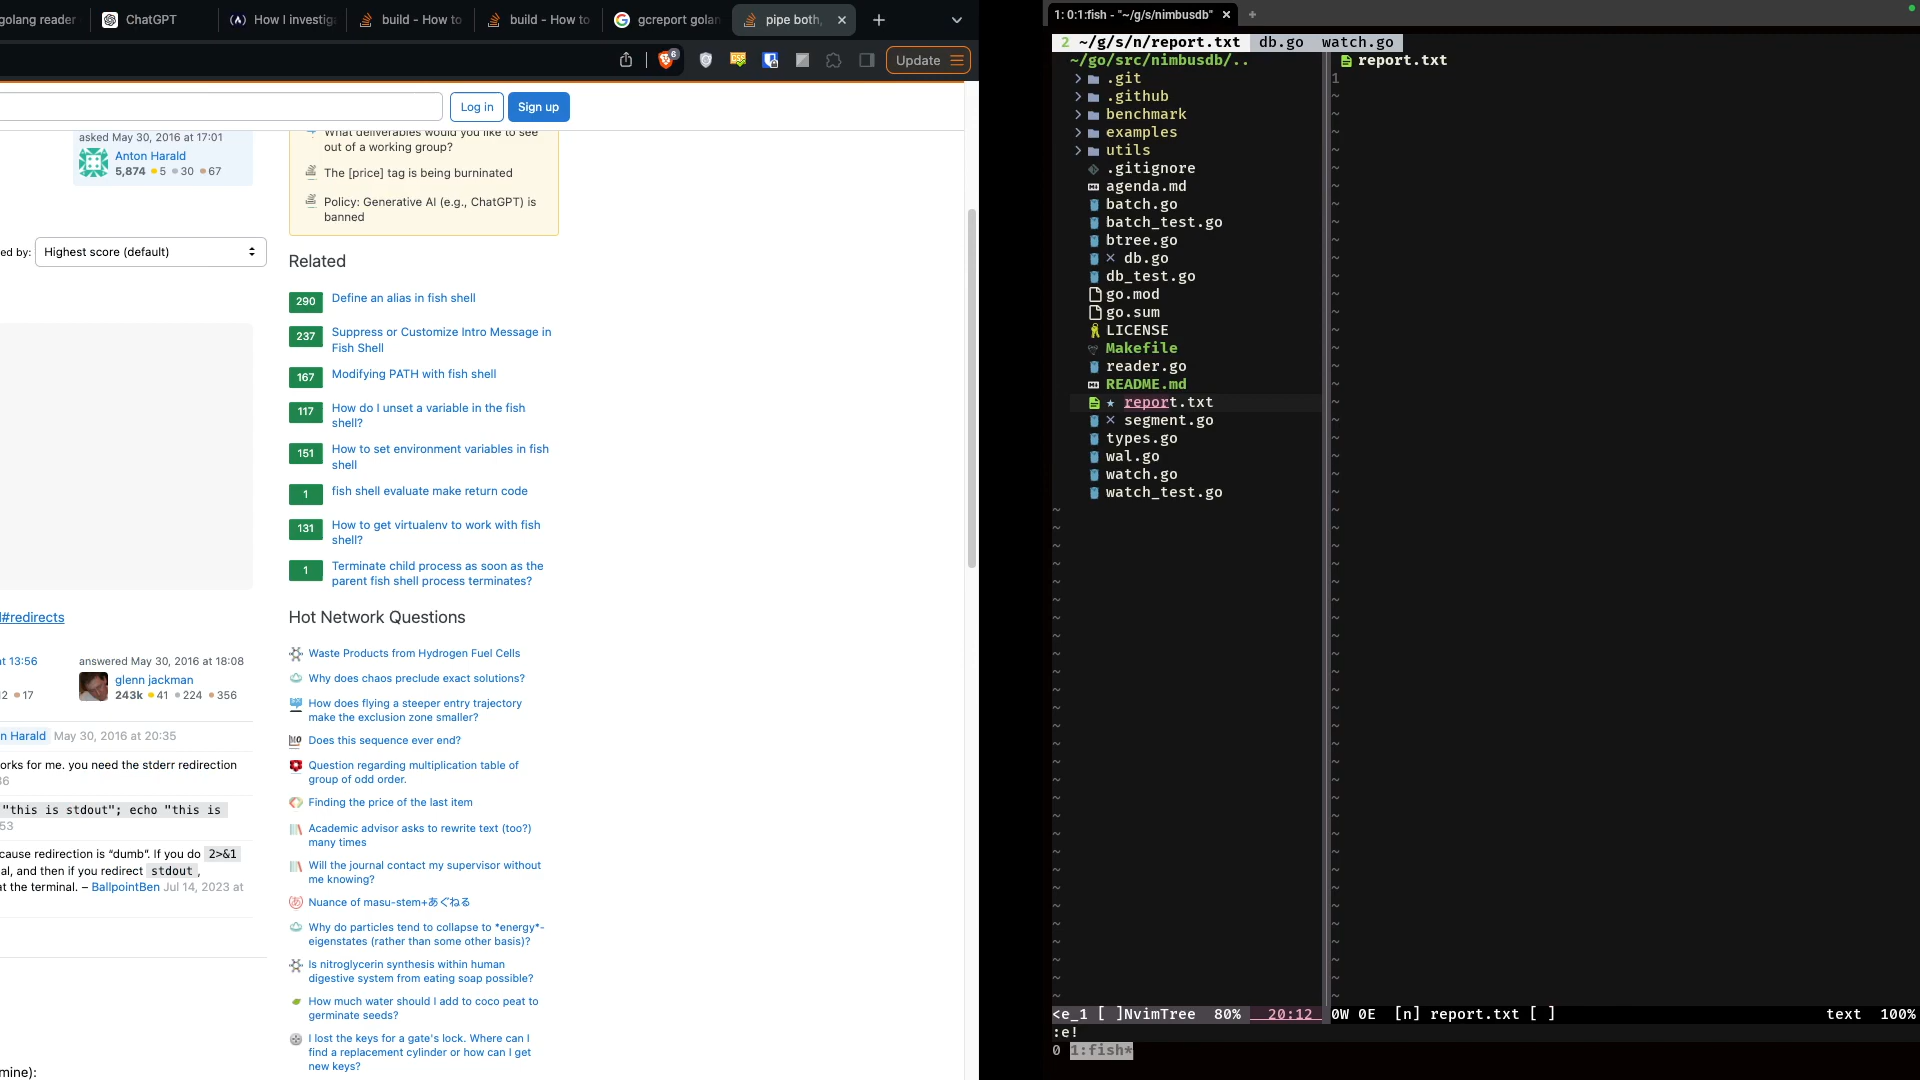 golang reader
ChatGPT
How I investig
build - How to
build - How to
gcreport golan
pipe both,
6
Update
Log in
Sign up
asked May 30, 2016 at 17:01
Anton Harald
5,874 5 30 67
ed by:
Highest score (default)
#redirects
at 13:56
12 17
answered May 30, 2016 at 18:08
glenn jackman
243k 41 224 356
n Harald May 30, 2016 at 20:35
orks for me. you need the stderr redirection
36
"this is stdout"; echo "this is
53
cause redirection is “dumb”. If you do 2>&1
al, and then if you redirect stdout,
at the terminal. – BallpointBen Jul 14, 2023 at
mine):
What deliverables would you like to see
out of a working group?
The [price] tag is being burninated
Policy: Generative AI (e.g., ChatGPT) is
banned
Related
290 Define an alias in fish shell
237 Suppress or Customize Intro Message in
Fish Shell
167 Modifying PATH with fish shell
117 How do I unset a variable in the fish
shell?
151 How to set environment variables in fish
shell
1 fish shell evaluate make return code
131 How to get virtualenv to work with fish
shell?
1 Terminate child process as soon as the
parent fish shell process terminates?
Hot Network Questions
Waste Products from Hydrogen Fuel Cells
Why does chaos preclude exact solutions?
How does flying a steeper entry trajectory
make the exclusion zone smaller?
Does this sequence ever end?
Question regarding multiplication table of
group of odd order.
Finding the price of the last item
Academic advisor asks to rewrite text (too?)
many times
Will the journal contact my supervisor without
me knowing?
Nuance of masu-stem+あぐねる
Why do particles tend to collapse to *energy*-
eigenstates (rather than some other basis)?
Is nitroglycerin synthesis within human
digestive system from eating soap possible?
How much water should I add to coco peat to
germinate seeds?
I lost the keys for a gate's lock. Where can I
find a replacement cylinder or how can I get
new keys?
1: 0:1:fish - "~/g/s/nimbusdb"
2 ~/g/s/n/report.txt db.go watch.go
~/go/src/nimbusdb/..
.git
.github
benchmark
examples
utils
.gitignore
agenda.md
batch.go
batch_test.go
btree.go
✕ db.go
db_test.go
go.mod
go.sum
LICENSE
Makefile
reader.go
README.md
★ report.txt
✕ segment.go
types.go
wal.go
watch.go
watch_test.go
report.txt
1
<e_1 [ ]NvimTree 80% 20:12 0W 0E [n] report.txt [ ] text 100%
:e!
0 1:fish*